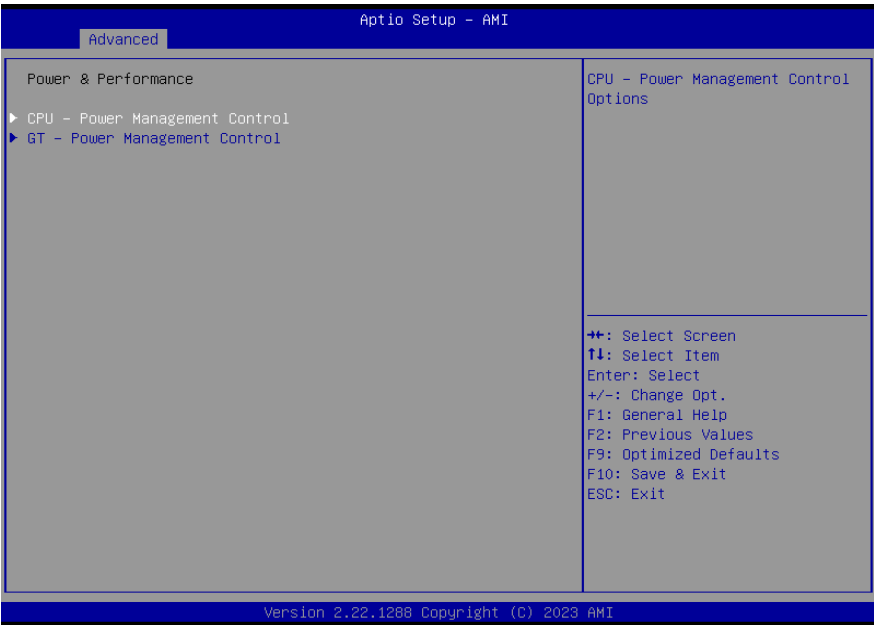 Aptio Setup - AMI
Advanced
Power & Performance
▶ CPU - Power Management Control
▶ GT - Power Management Control
CPU - Power Management Control
Options
→←: Select Screen
↑↓: Select Item
Enter: Select
+/-: Change Opt.
F1: General Help
F2: Previous Values
F9: Optimized Defaults
F10: Save & Exit
ESC: Exit
Version 2.22.1288 Copyright (C) 2023 AMI